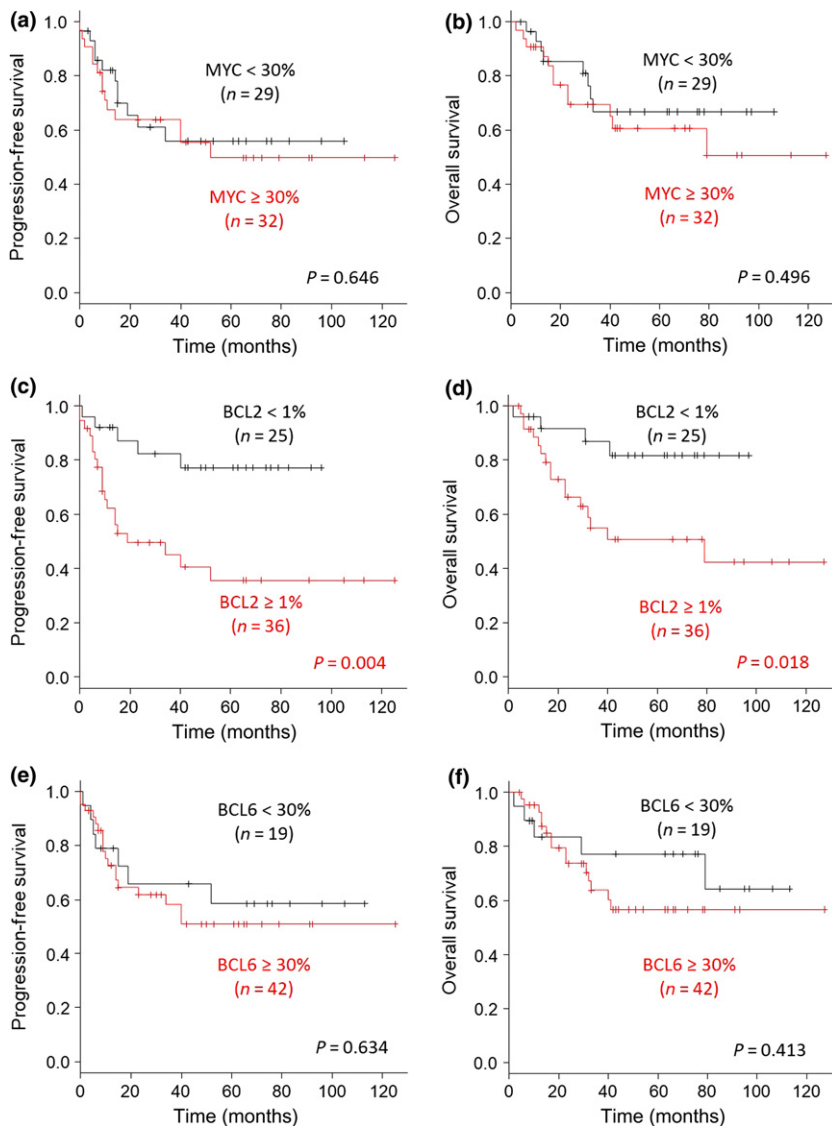 (a)
1.0
0.8
0.6
0.4
0.2
0.0
Progression-free survival
MYC < 30%
(n = 29)
MYC ≥ 30%
(n = 32)
P = 0.646
0 20 40 60 80 100 120
Time (months)
(b)
1.0
0.8
0.6
0.4
0.2
0.0
Overall survival
MYC < 30%
(n = 29)
MYC ≥ 30%
(n = 32)
P = 0.496
0 20 40 60 80 100 120
Time (months)
(c)
1.0
0.8
0.6
0.4
0.2
0.0
Progression-free survival
BCL2 < 1%
(n = 25)
BCL2 ≥ 1%
(n = 36)
P = 0.004
0 20 40 60 80 100 120
Time (months)
(d)
1.0
0.8
0.6
0.4
0.2
0.0
Overall survival
BCL2 < 1%
(n = 25)
BCL2 ≥ 1%
(n = 36)
P = 0.018
0 20 40 60 80 100 120
Time (months)
(e)
1.0
0.8
0.6
0.4
0.2
0.0
Progression-free survival
BCL6 < 30%
(n = 19)
BCL6 ≥ 30%
(n = 42)
P = 0.634
0 20 40 60 80 100 120
Time (months)
(f)
1.0
0.8
0.6
0.4
0.2
0.0
Overall survival
BCL6 < 30%
(n = 19)
BCL6 ≥ 30%
(n = 42)
P = 0.413
0 20 40 60 80 100 120
Time (months)